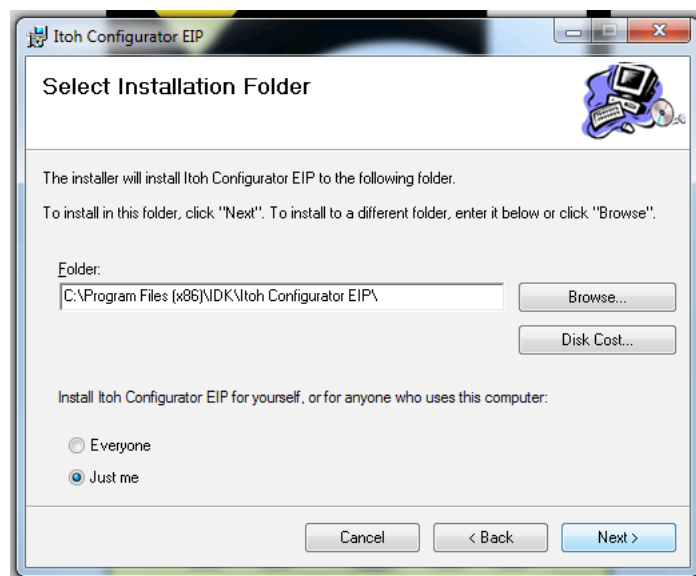 Itoh Configurator EIP
Select Installation Folder
The installer will install Itoh Configurator EIP to the following folder.
To install in this folder, click "Next". To install to a different folder, enter it below or click "Browse".
Folder:
C:\Program Files (x86)\IDK\Itoh Configurator EIP\
Browse...
Disk Cost...
Install Itoh Configurator EIP for yourself, or for anyone who uses this computer:
Everyone
Just me
Cancel
< Back
Next >